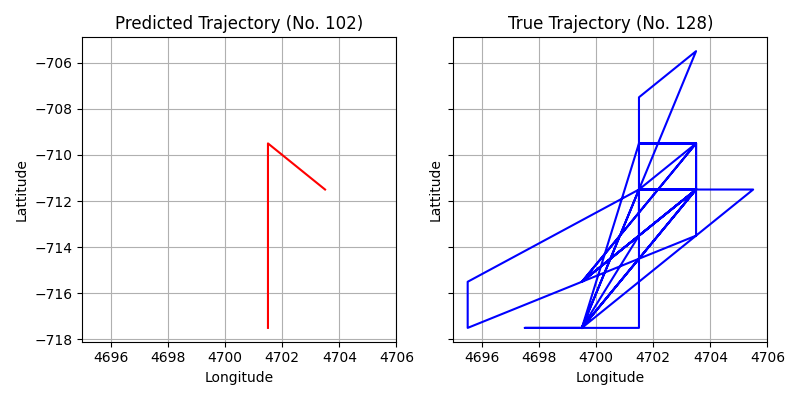 Predicted Trajectory (No. 102)
True Trajectory (No. 128)
−706
−708
−710
−712
−714
−716
−718
Lattitude
Lattitude
4696 4698 4700 4702 4704 4706
4696 4698 4700 4702 4704 4706
Longitude
Longitude